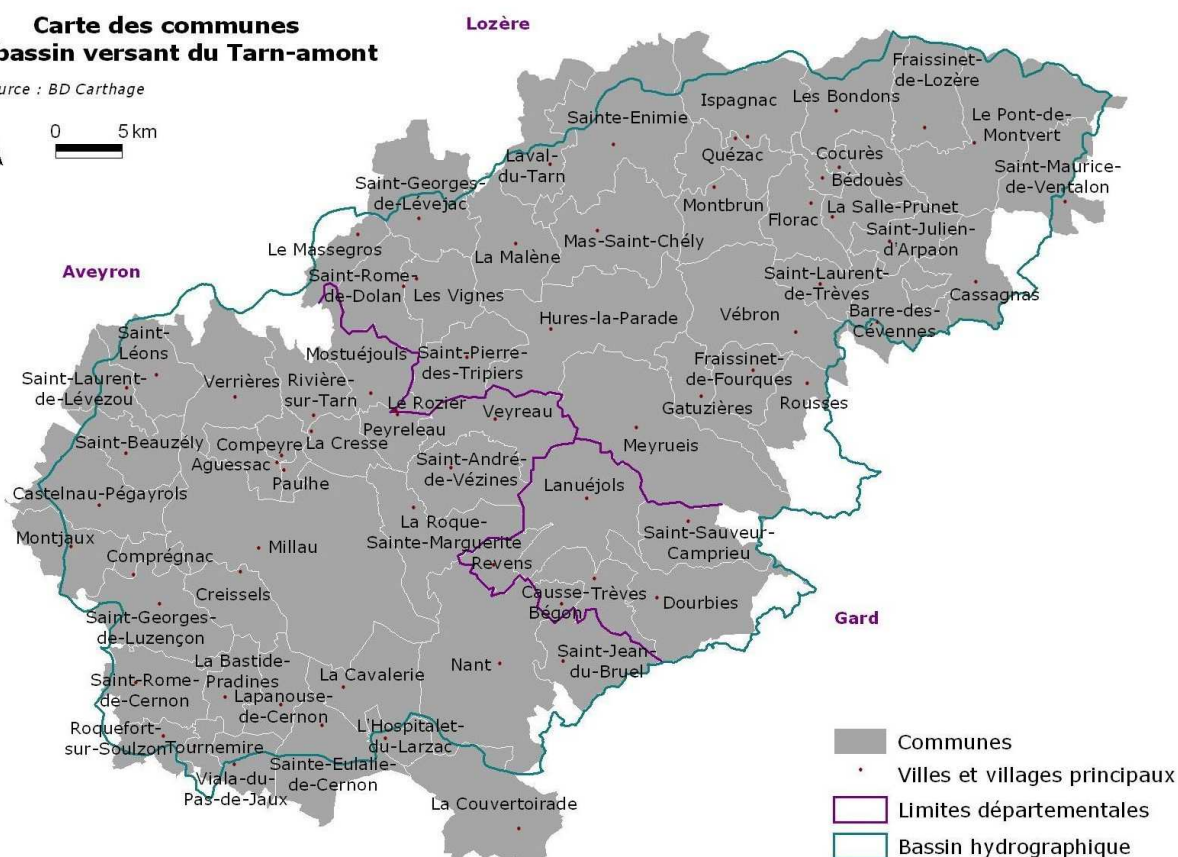 Carte des communes
bassin versant du Tarn-amont
urce : BD Carthage
0 5 km
Lozère
Aveyron
Gard
Fraissinet-
de-Lozère
Ispagnac
Les Bondons
Sainte-Enimie
Le Pont-de-
Montvert
Quézac
Cocurès
Laval-
du-Tarn
Saint-Maurice-
de-Ventalon
Bédouès
Saint-Georges-
de-Lévejac
Montbrun
Florac
La Salle-Prunet
Saint-Julien-
d'Arpaon
Le Massegros
La Malène
Mas-Saint-Chély
Saint-Rome-
de-Dolan
Les Vignes
Saint-Laurent-
de-Trèves
Cassagnas
Hures-la-Parade
Vébron
Barre-des-
Cévennes
Saint-
Léons
Mostuéjouls
Saint-Pierre-
des-Tripiers
Fraissinet-
de-Fourques
Saint-Laurent-
de-Lévézou
Verrières
Rivière-
sur-Tarn
Le Rozier
Veyreau
Gatuzières
Rousses
Peyreleau
Saint-Beauzély
Compeyre
La Cresse
Meyrueis
Aguessac
Paulhe
Saint-André-
de-Vézines
Lanuéjols
Castelnau-Pégayrols
La Roque-
Sainte-Marguerite
Saint-Sauveur-
Camprieu
Montjaux
Comprégnac
Millau
Revens
Creissels
Causse-
Bégon
Trèves
Dourbies
Saint-Georges-
de-Luzençon
Saint-Jean-
du-Bruel
La Bastide-
Pradines
La Cavalerie
Nant
Saint-Rome-
de-Cernon
Lapanouse-
de-Cernon
Roquefort-
sur-Soulzon
Tournemire
L'Hospitalet-
du-Larzac
Sainte-Eulalie-
de-Cernon
Viala-du-
Pas-de-Jaux
La Couvertoirade
Communes
Villes et villages principaux
Limites départementales
Bassin hydrographique